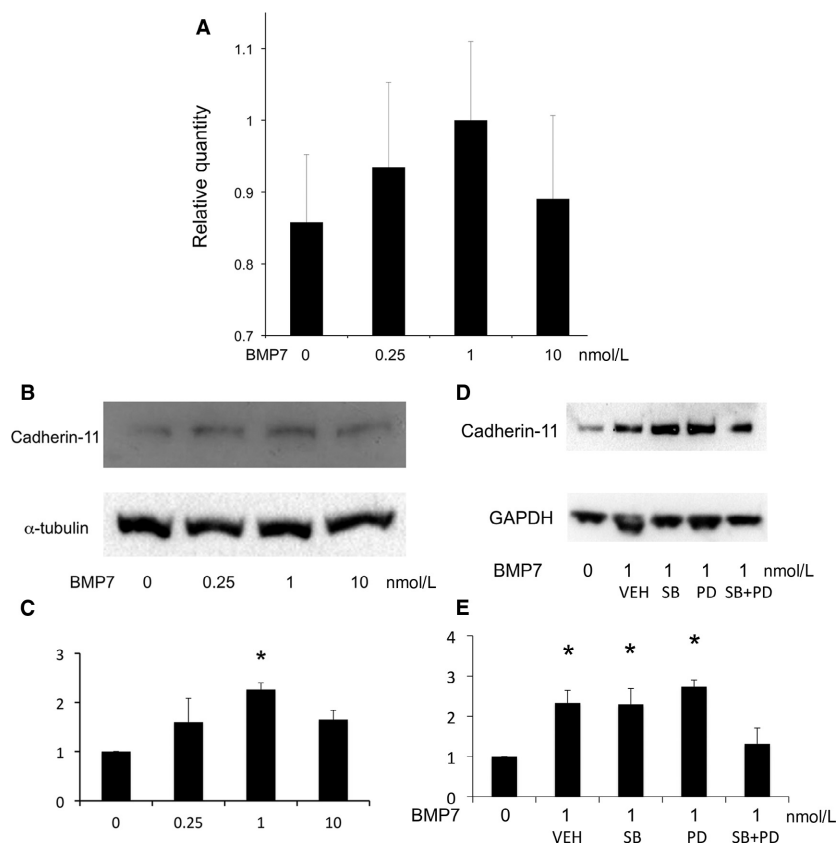 A
Relative quantity
1.1
1
0.9
0.8
0.7
BMP7 0 0.25 1 10 nmol/L
B
Cadherin-11
α-tubulin
BMP7 0 0.25 1 10 nmol/L
C
3
*
2
1
0
0 0.25 1 10
D
Cadherin-11
GAPDH
BMP7 0 1 1 1 1 nmol/L
VEH SB PD SB+PD
E
4
* * *
3
2
1
0
BMP7 0 1 1 1 1 nmol/L
VEH SB PD SB+PD